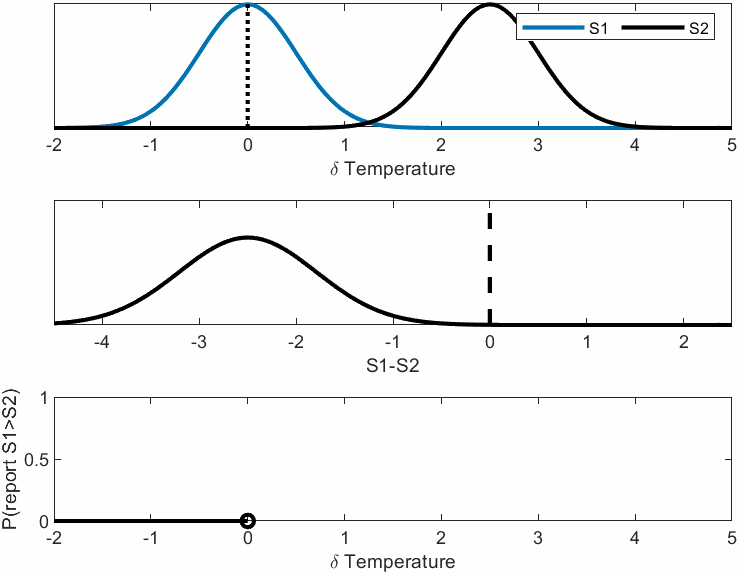 S1 S2
-2 -1 0 1 2 3 4 5
δ Temperature
-4 -3 -2 -1 0 1 2
S1-S2
P(report S1>S2)
1
0.5
0
-2 -1 0 1 2 3 4 5
δ Temperature